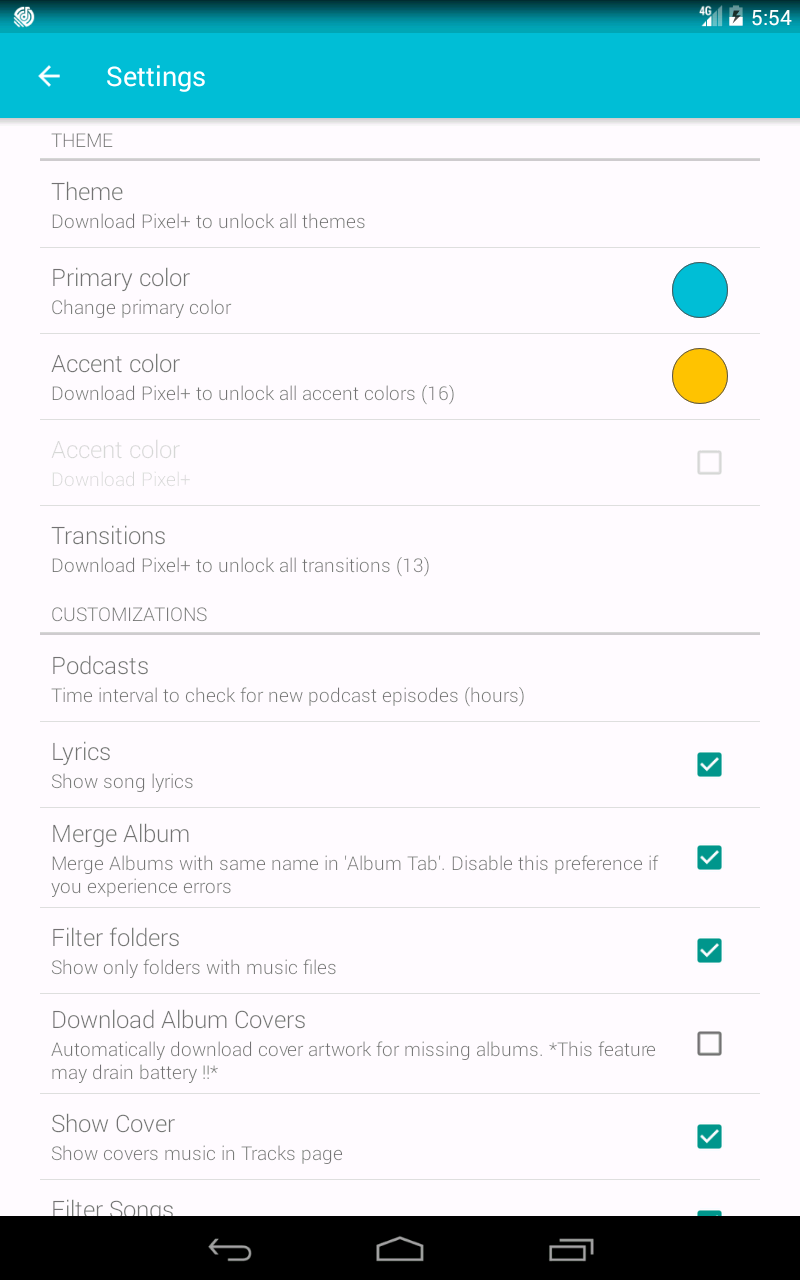 4G 5:54
Settings
THEME
Theme
Download Pixel+ to unlock all themes
Primary color
Change primary color
Accent color
Download Pixel+ to unlock all accent colors (16)
Accent color
Download Pixel+
Transitions
Download Pixel+ to unlock all transitions (13)
CUSTOMIZATIONS
Podcasts
Time interval to check for new podcast episodes (hours)
Lyrics
Show song lyrics
Merge Album
Merge Albums with same name in 'Album Tab'. Disable this preference if
you experience errors
Filter folders
Show only folders with music files
Download Album Covers
Automatically download cover artwork for missing albums. *This feature
may drain battery !!*
Show Cover
Show covers music in Tracks page
Filter Songs